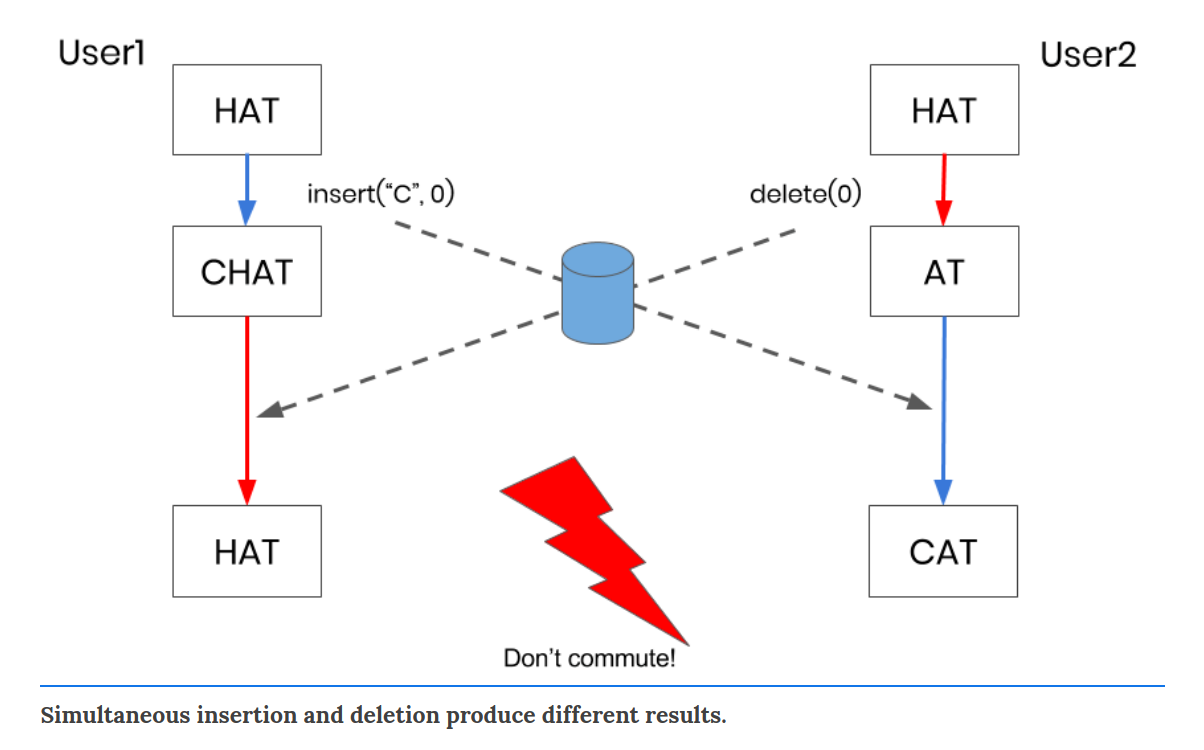 User1
User2
HAT
HAT
insert(“C”, 0)
delete(0)
CHAT
AT
HAT
CAT
Don’t commute!
Simultaneous insertion and deletion produce different results.